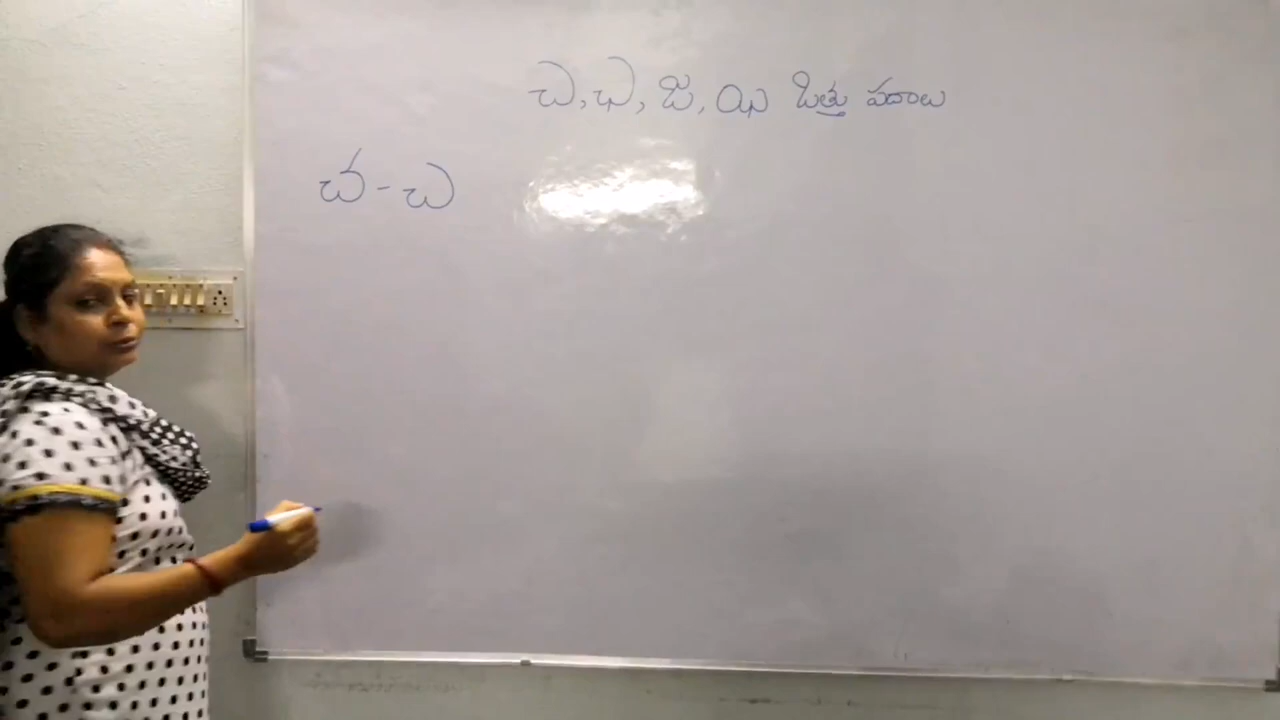 చ, ఛ, జ, ఝ ఒత్తు పదాలు
చ - చ